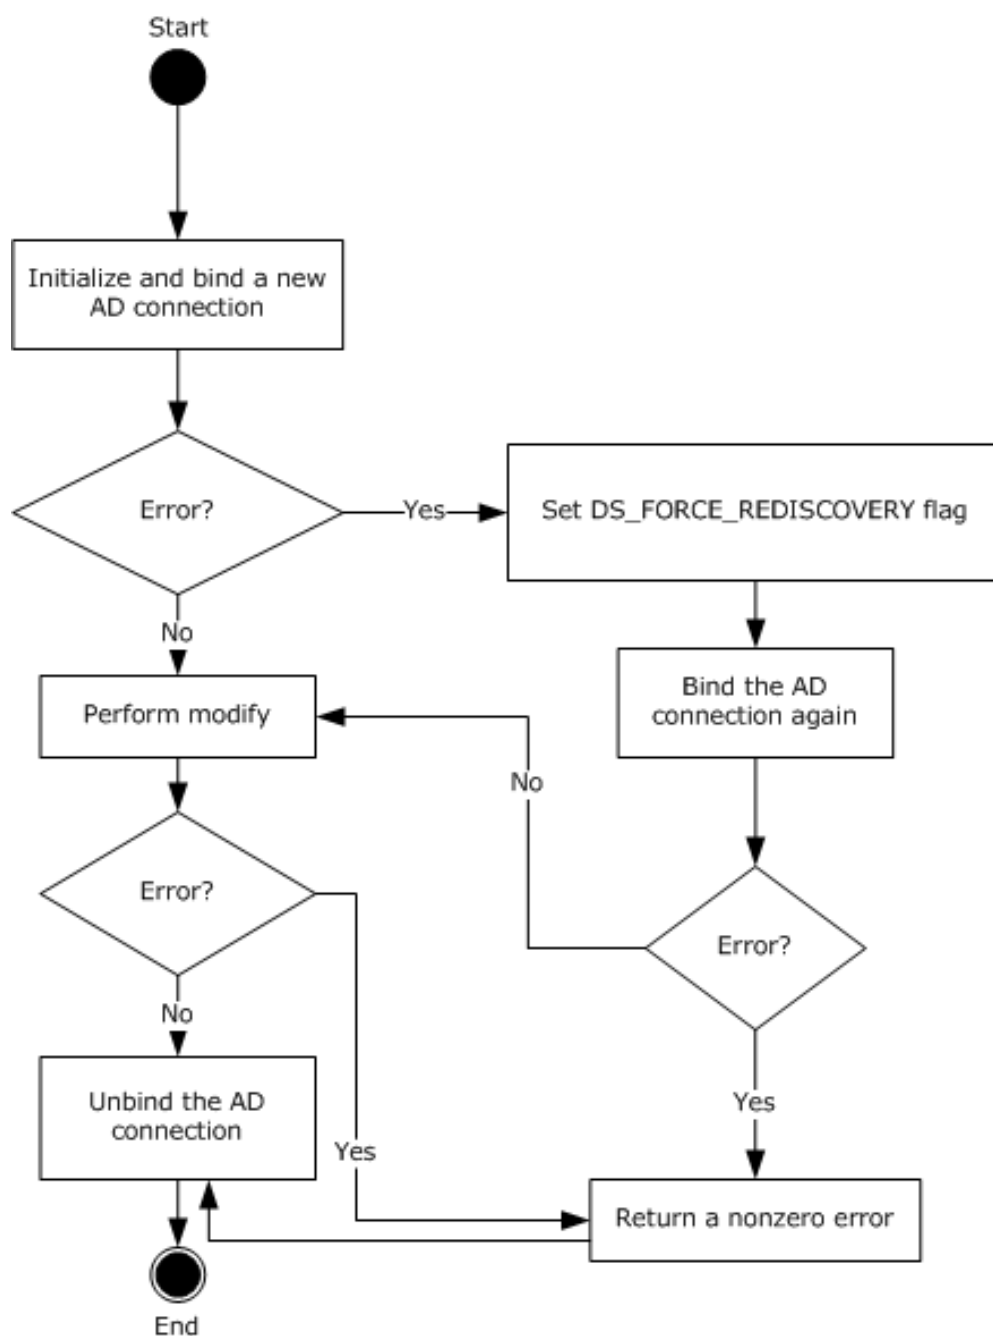 Start
Initialize and bind a new
AD connection
Error?
Yes
Set DS_FORCE_REDISCOVERY flag
No
Bind the AD
connection again
Perform modify
No
Error?
Error?
No
Unbind the AD
connection
Yes
Yes
Return a nonzero error
End